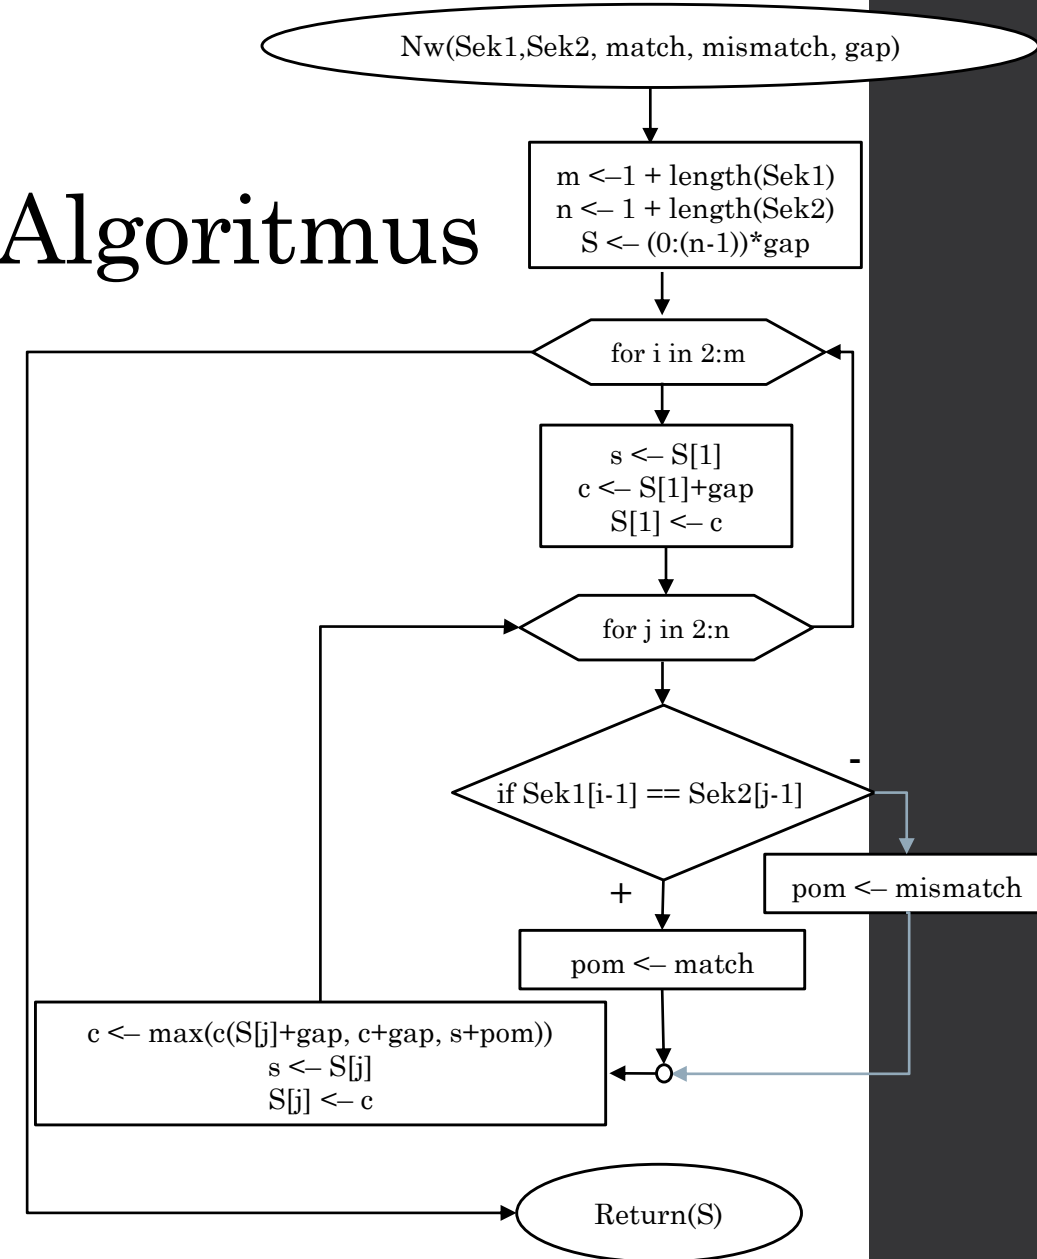 Nw(Sek1,Sek2, match, mismatch, gap)
m <–1 + length(Sek1)
n <– 1 + length(Sek2)
S <– (0:(n-1))*gap
Algoritmus
for i in 2:m
s <– S[1]
c <– S[1]+gap
S[1] <– c
for j in 2:n
-
if Sek1[i-1] == Sek2[j-1]
+
pom <– mismatch
pom <– match
c <– max(c(S[j]+gap, c+gap, s+pom))
s <– S[j]
S[j] <– c
Return(S)